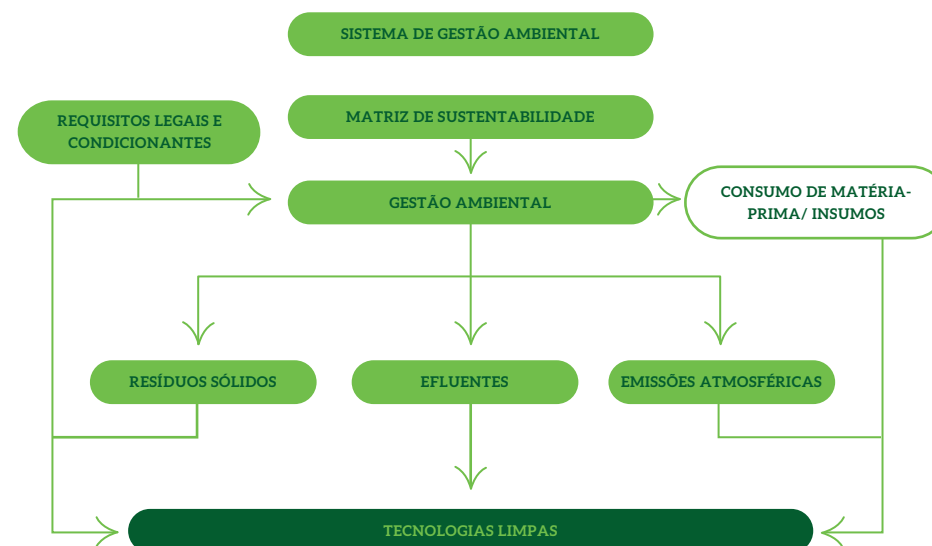 SISTEMA DE GESTÃO AMBIENTAL
MATRIZ DE SUSTENTABILIDADE
REQUISITOS LEGAIS E
CONDICIONANTES
GESTÃO AMBIENTAL
CONSUMO DE MATÉRIA-
PRIMA/ INSUMOS
RESÍDUOS SÓLIDOS
EFLUENTES
EMISSÕES ATMOSFÉRICAS
TECNOLOGIAS LIMPAS